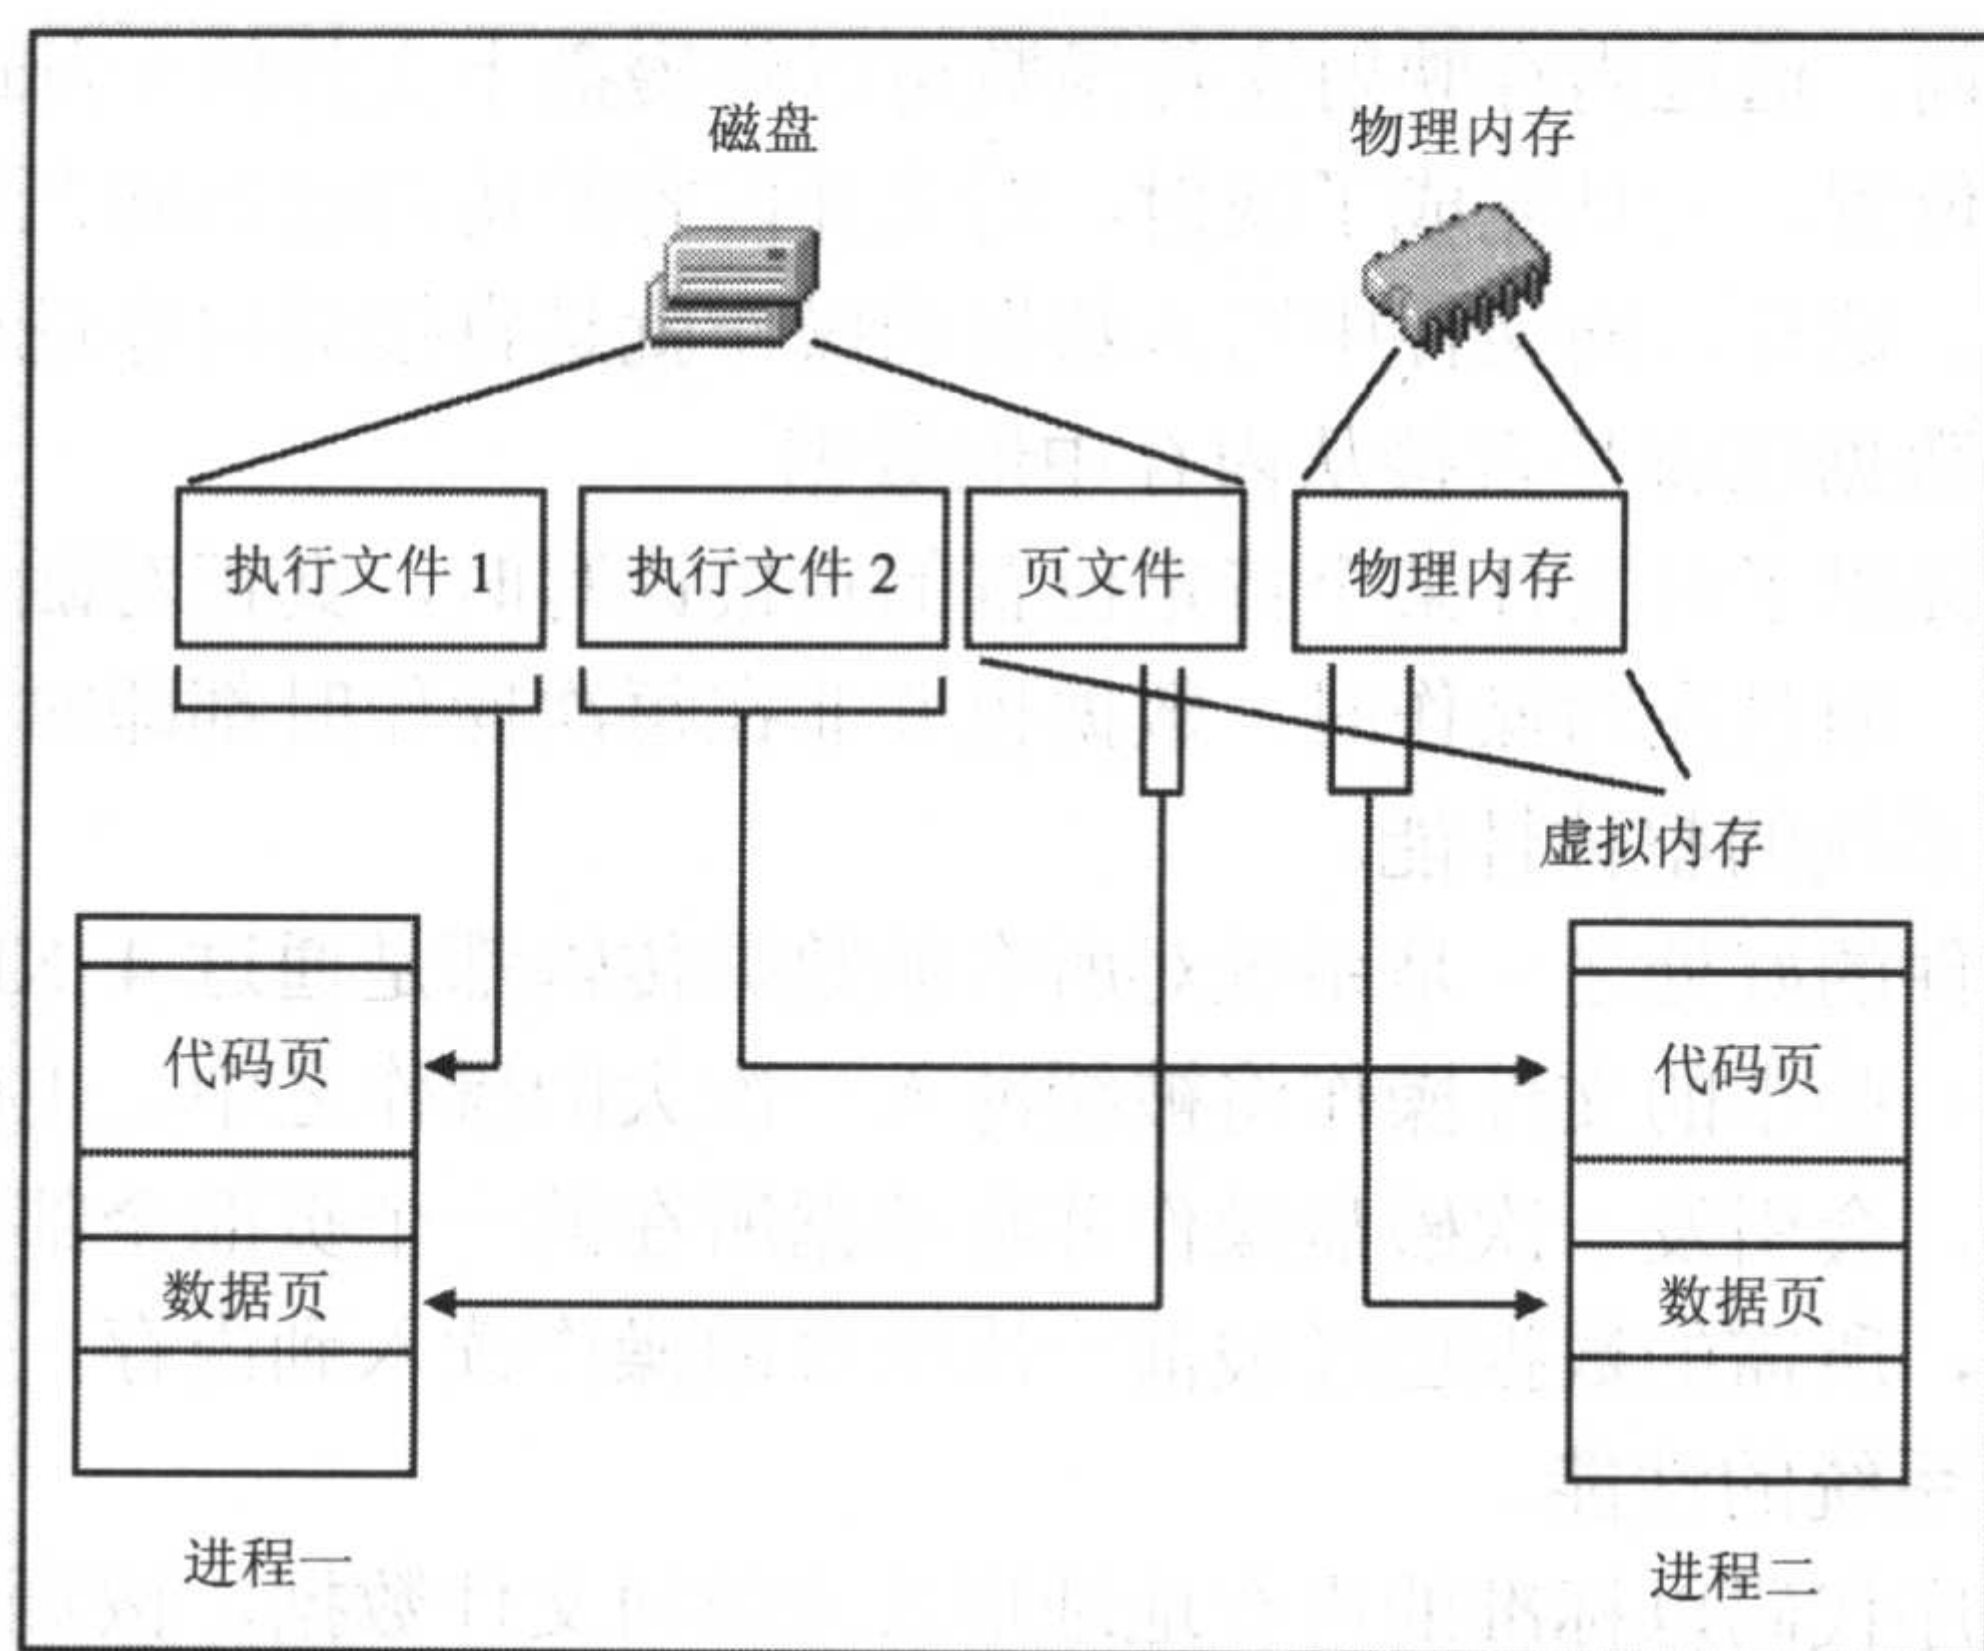 磁盘
物理内存
执行文件 1
执行文件 2
页文件
物理内存
虚拟内存
代码页
代码页
数据页
数据页
进程一
进程二